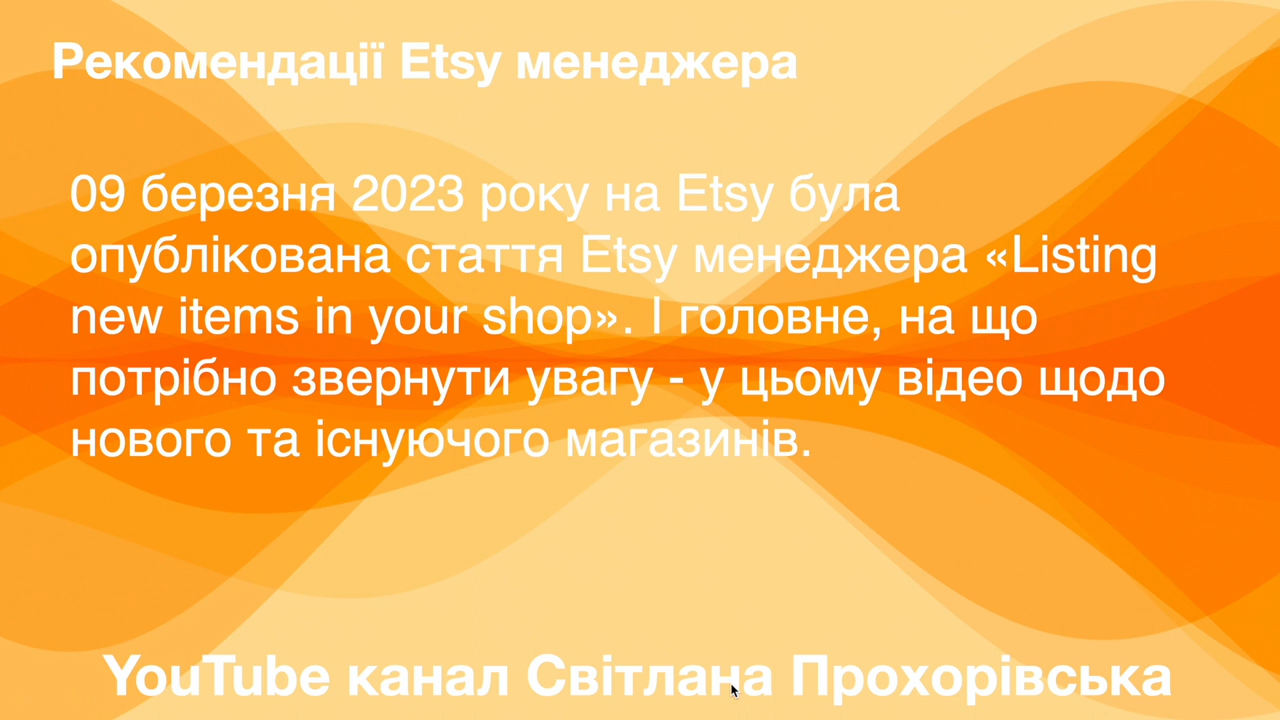 Рекомендації Etsy менеджера
09 березня 2023 року на Etsy була
опублікована стаття Etsy менеджера «Listing
new items in your shop». І головне, на що
потрібно звернути увагу - у цьому відео щодо
нового та існуючого магазинів.
YouTube канал Світлана Прохорівська